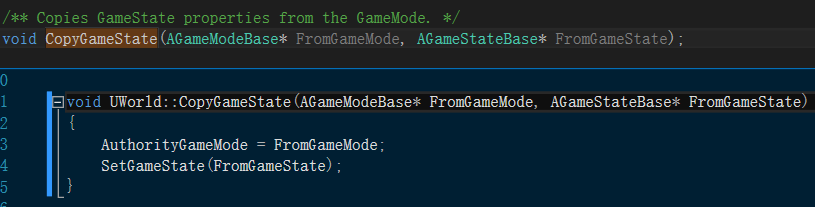 /** Copies GameState properties from the GameMode. */
void CopyGameState(AGameModeBase* FromGameMode, AGameStateBase* FromGameState);
0
1 void UWorld::CopyGameState(AGameModeBase* FromGameMode, AGameStateBase* FromGameState)
2 {
3 AuthorityGameMode = FromGameMode;
4 SetGameState(FromGameState);
5 }